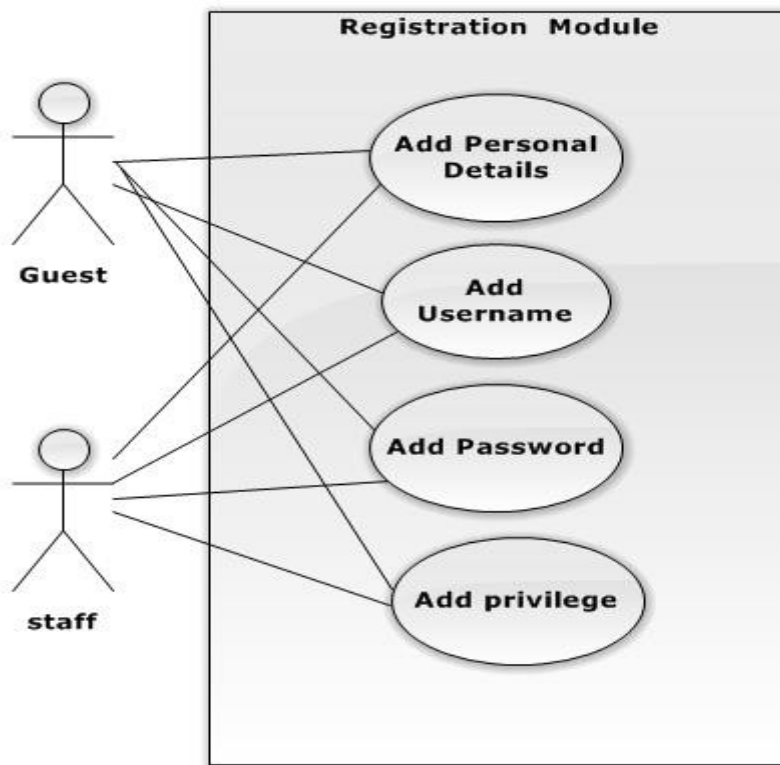 Registration Module
Add Personal
Details
Guest
Add
Username
Add Password
Add privilege
staff